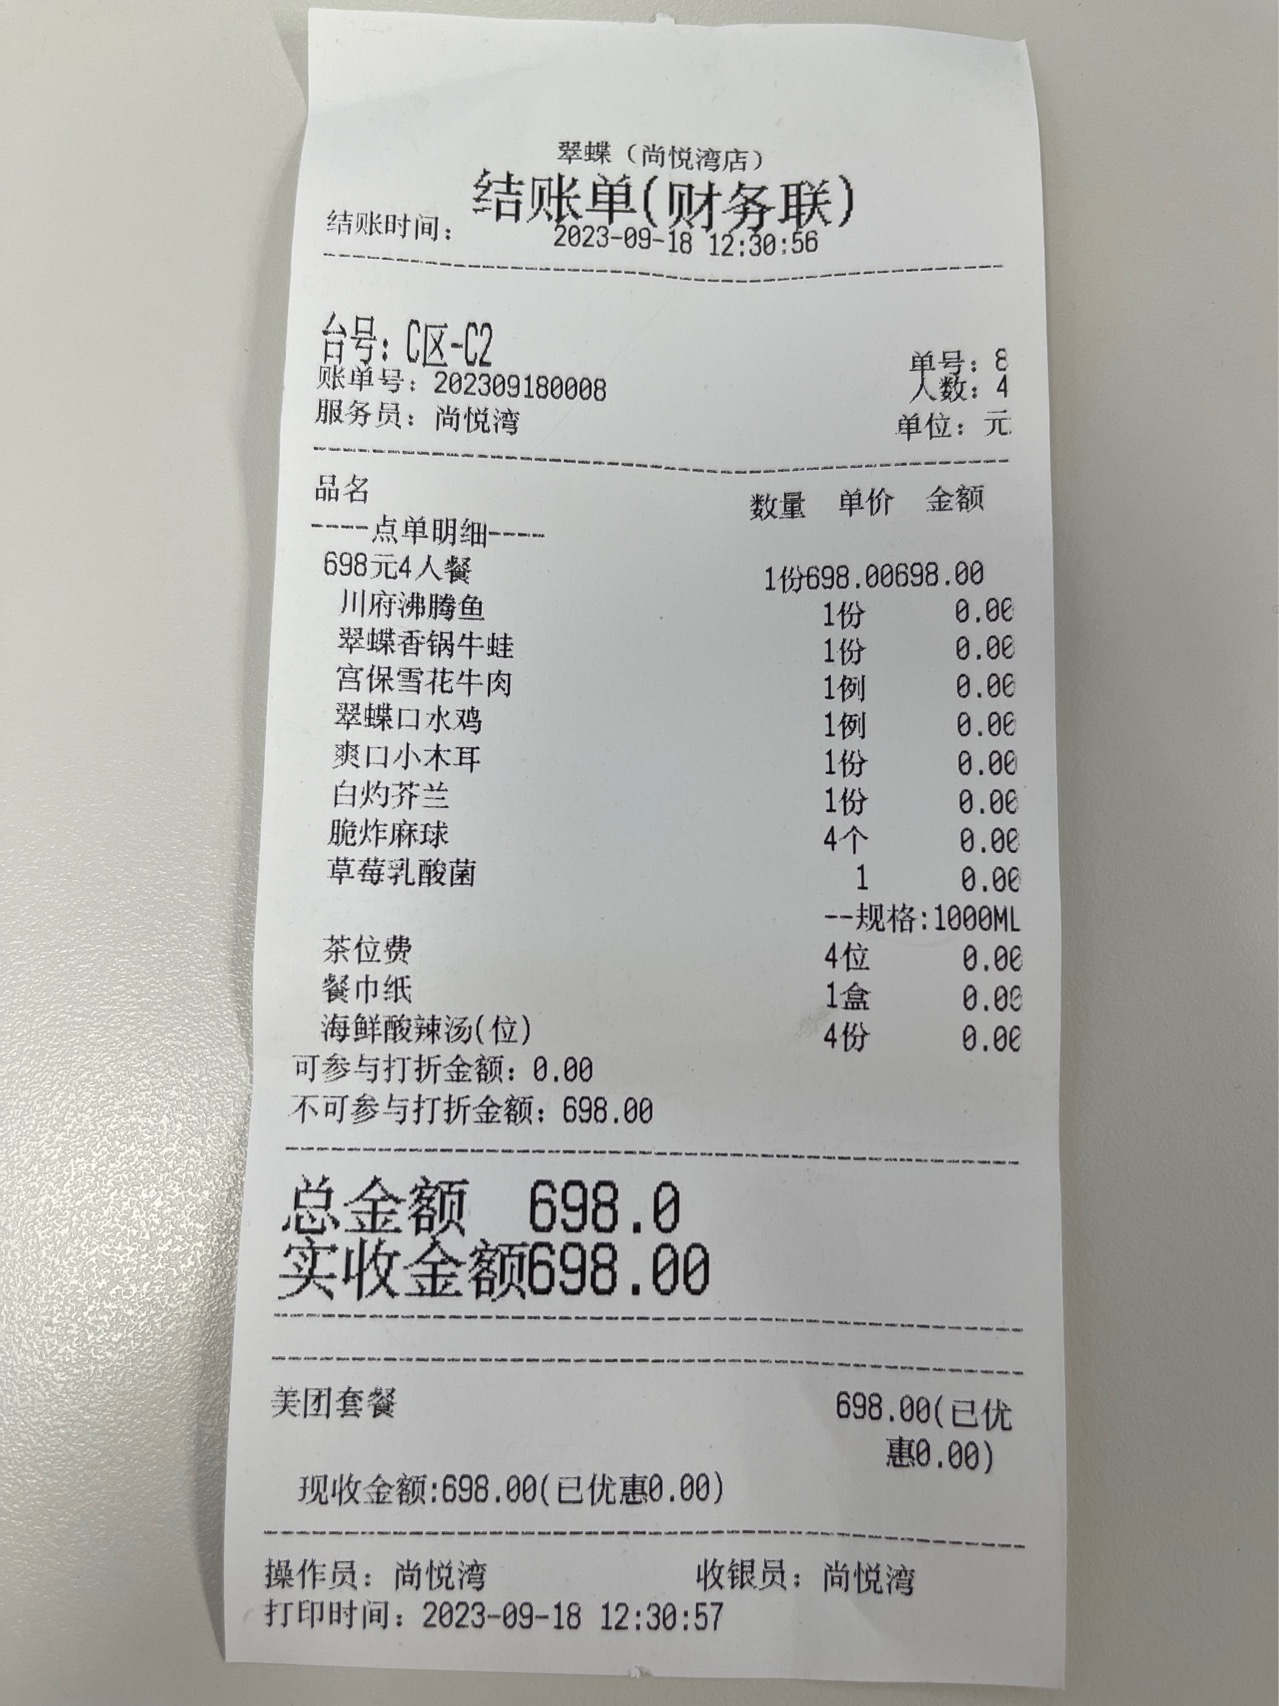 翠蝶（尚悦湾店）
结账单(财务联)
结账时间： 2023-09-18 12:30:56
台号：C区-C2
单号：8
账单号：202309180008
人数：4
服务员：尚悦湾
单位：元
品名 数量 单价 金额
----点单明细----
698元4人餐 1份698.00698.00
川府沸腾鱼 1份 0.00
翠蝶香锅牛蛙 1份 0.00
宫保雪花牛肉 1例 0.00
翠蝶口水鸡 1例 0.00
爽口小木耳 1份 0.00
白灼芥兰 1份 0.00
脆炸麻球 4个 0.00
草莓乳酸菌 1 0.00
--规格:1000ML
茶位费 4位 0.00
餐巾纸 1盒 0.00
海鲜酸辣汤(位) 4份 0.00
可参与打折金额：0.00
不可参与打折金额：698.00
总金额 698.0
实收金额698.00
美团套餐 698.00(已优
惠0.00)
现收金额:698.00(已优惠0.00)
操作员：尚悦湾 收银员：尚悦湾
打印时间：2023-09-18 12:30:57